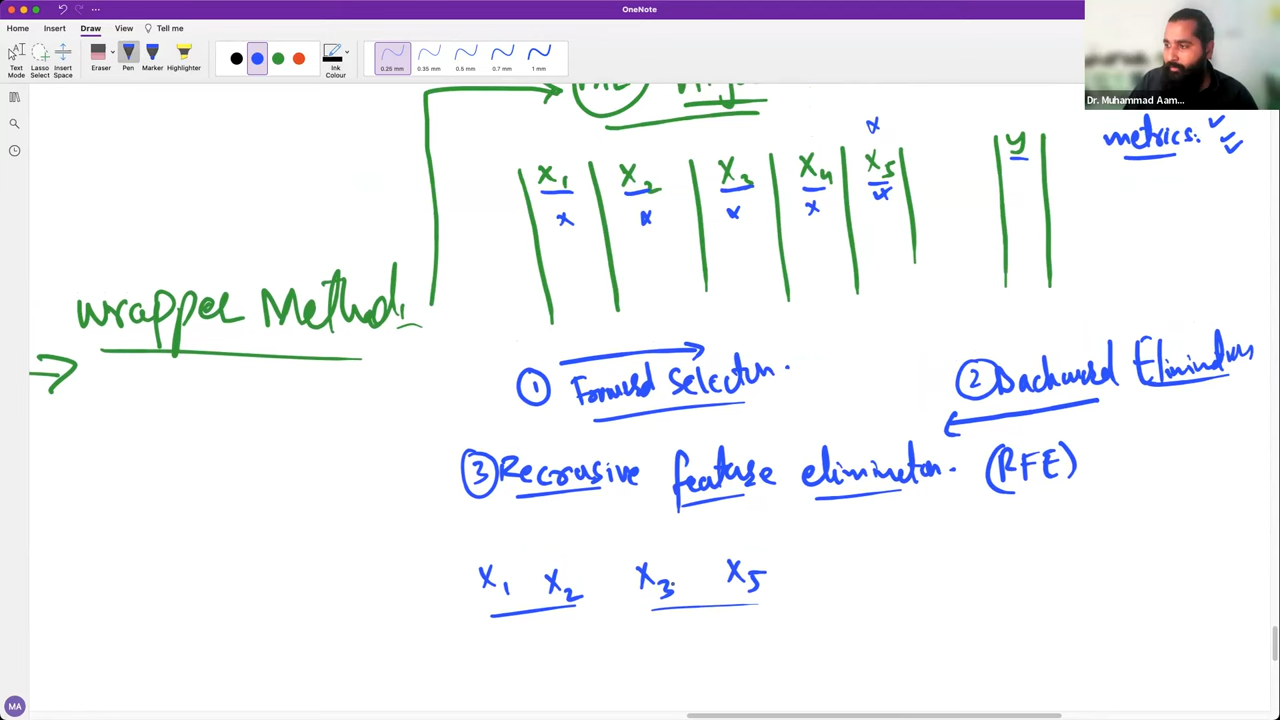 OneNote
Home Insert Draw View Tell me
Text Mode Lasso Select Insert Space Eraser Pen Marker Highlighter Ink Colour 0.25 mm 0.35 mm 0.5 mm 0.7 mm 1 mm
Dr. Muhammad Aam...
metrics.
x
X1 X2 X3 X4 X5 y
x x x x x
Wrapper Method
① Forward Selection.
② Backward Elimination
③ Recrusive feature elimination. (RFE)
X1 X2 X3 X5
MA